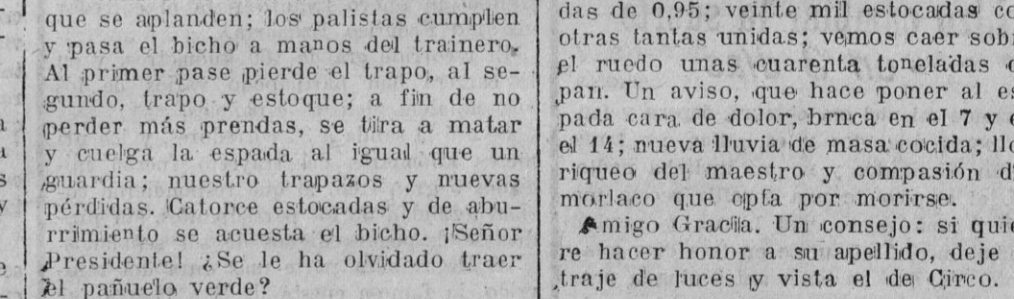 que se aplanden; los palistas cumplen
y pasa el bicho a manos del trainero.
Al primer pase pierde el trapo, al se-
gundo, trapo y estoque; a fin de no
perder más prendas, se tira a matar
y cuelga la espada al igual que un
guardia; nuestro trapazos y nuevas
pérdidas. Catorce estocadas y de abu-
rrimiento se acuesta el bicho. ¡Señor
Presidente! ¿Se le ha olvidado traer
el pañuelo verde?
das de 0,95; veinte mil estocadas co
otras tantas unidas; vemos caer sob
el ruedo unas cuarenta toneladas
pan. Un aviso, que hace poner al es
pada cara de dolor, brnca en el 7 y e
el 14; nueva lluvia de masa cocida; llo
riqueo del maestro y compasión d
morlaco que opta por morirse.
Amigo Gracila. Un consejo: si quie
re hacer honor a su apellido, deje
traje de luces y vista el de Circo.